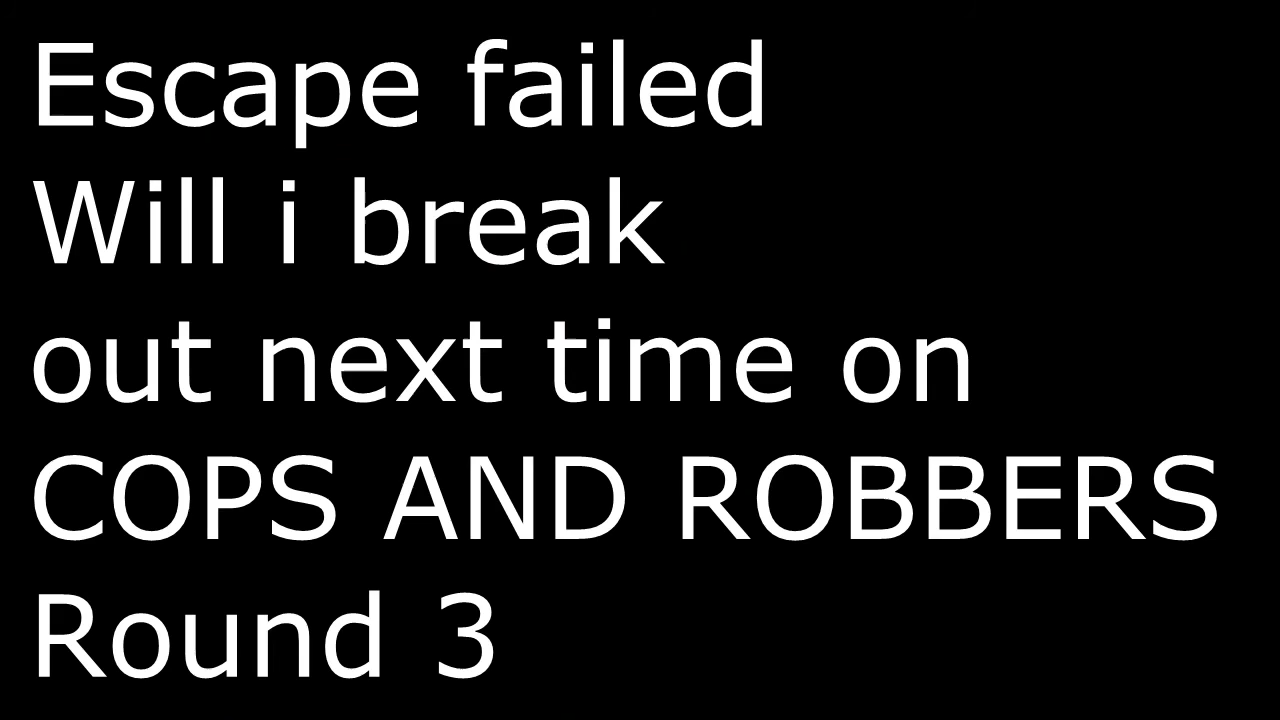 Escape failed
Will i break
out next time on
COPS AND ROBBERS
Round 3